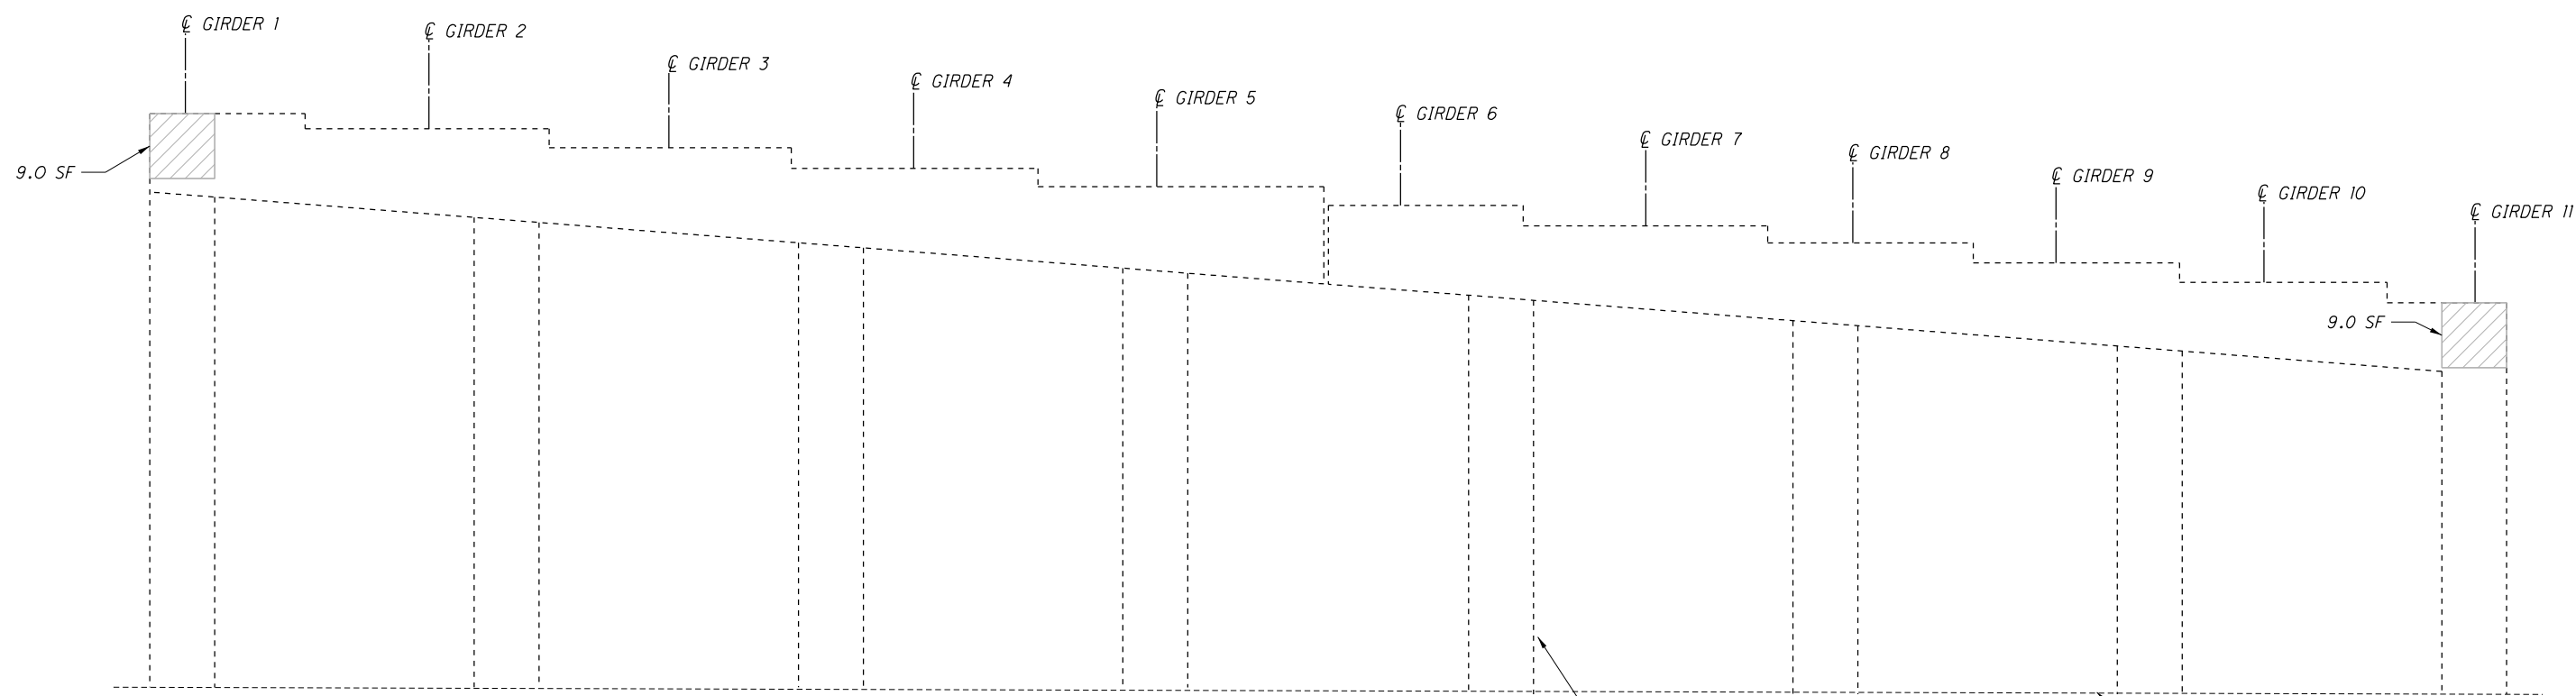 ℄ GIRDER 1
℄ GIRDER 2
℄ GIRDER 3
℄ GIRDER 4
℄ GIRDER 5
℄ GIRDER 6
℄ GIRDER 7
℄ GIRDER 8
℄ GIRDER 9
℄ GIRDER 10
℄ GIRDER 11
9.0 SF
9.0 SF